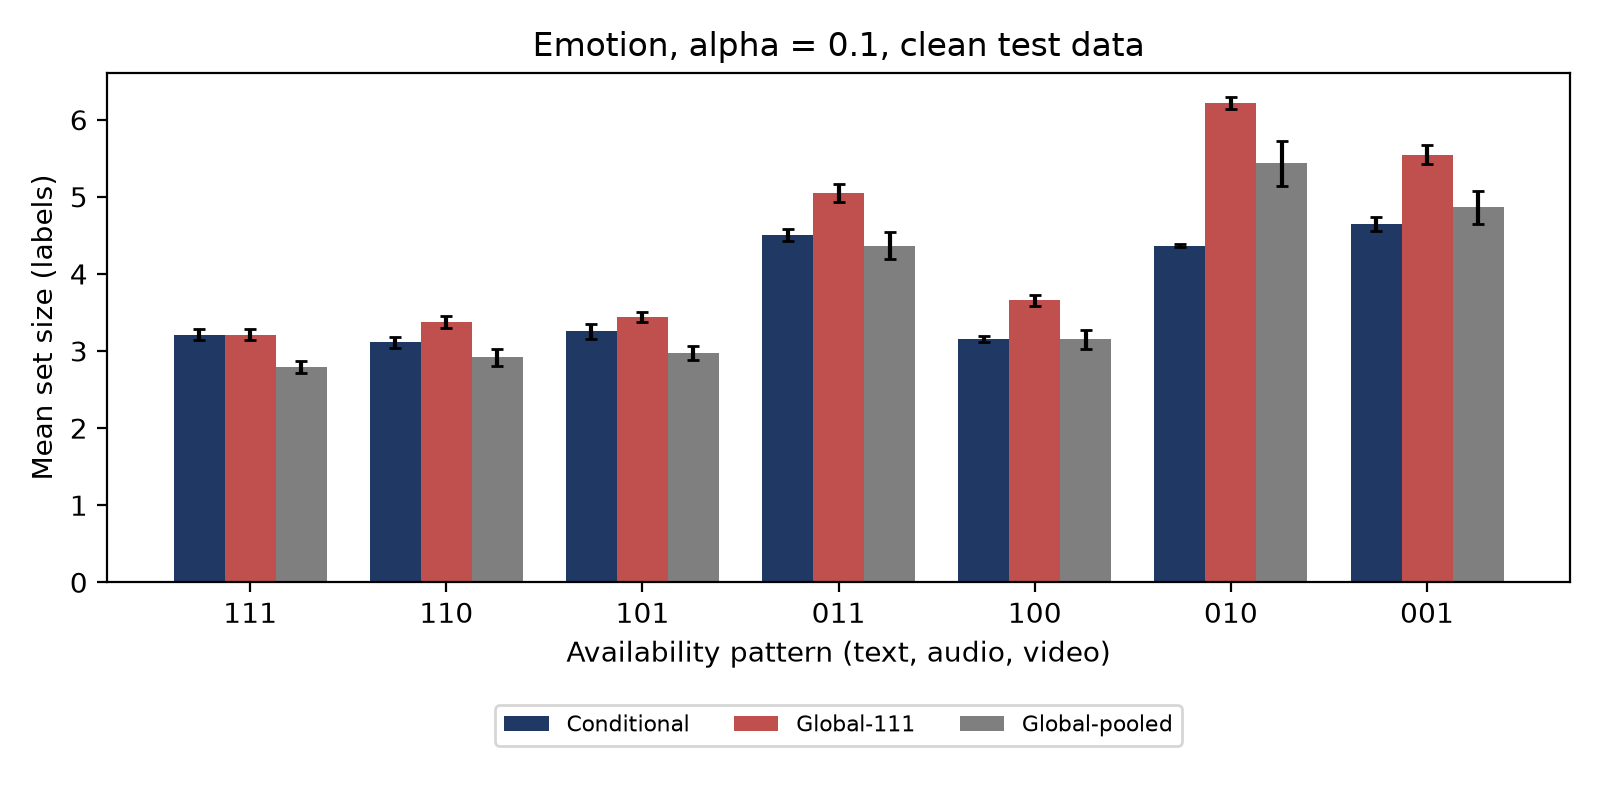 Emotion, alpha = 0.1, clean test data
Mean set size (labels)
6
5
4
3
2
1
0
111 110 101 011 100 010 001
Availability pattern (text, audio, video)
Conditional Global-111 Global-pooled